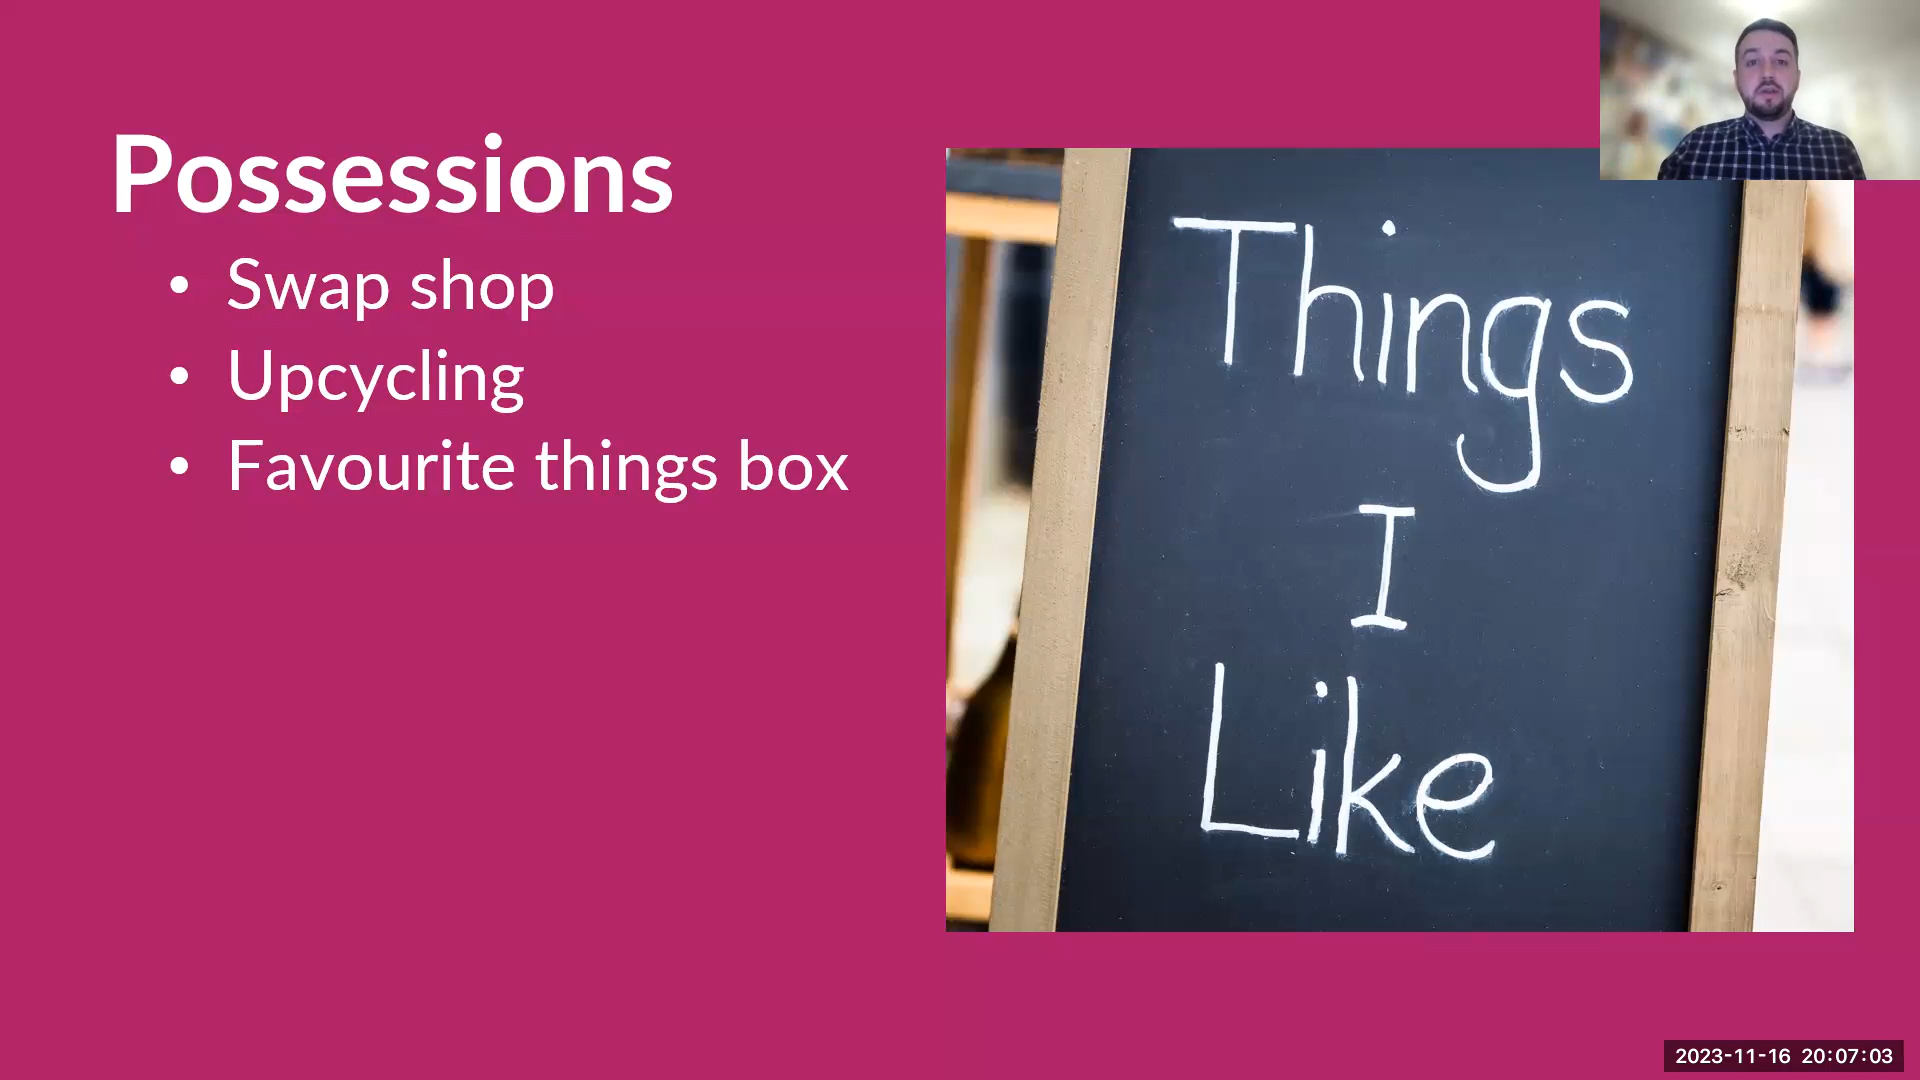 Possessions
• Swap shop
• Upcycling
• Favourite things box
Things
I
Like
2023-11-16 20:07:03